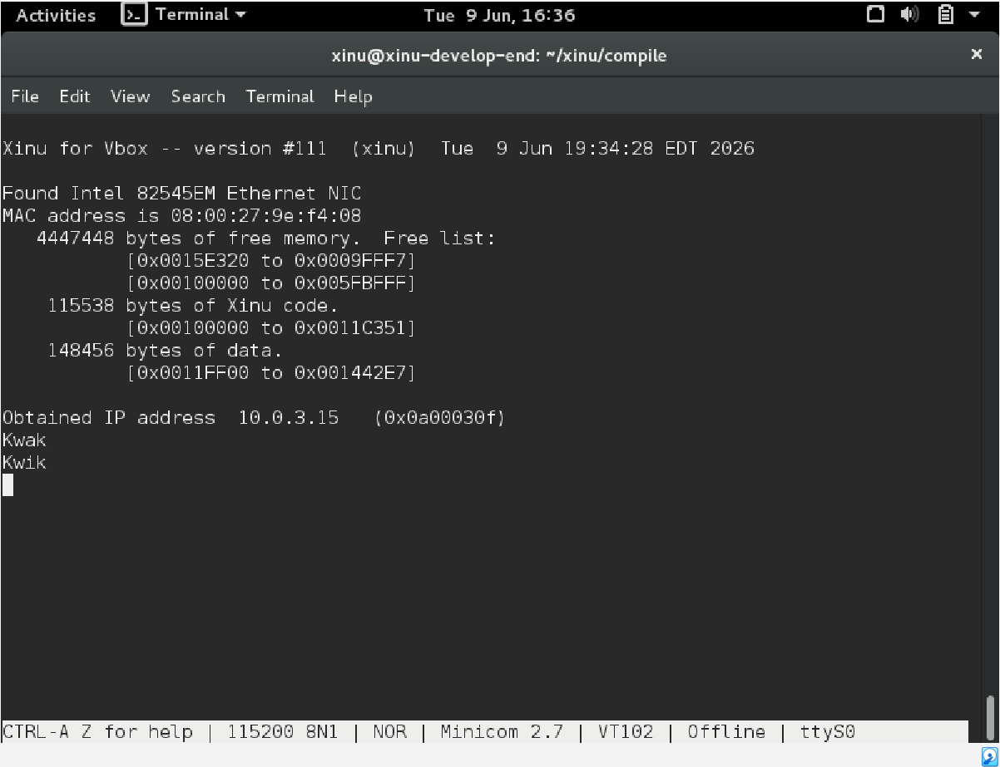 Activities Terminal Tue 9 Jun, 16:36
xinu@xinu-develop-end: ~/xinu/compile
File Edit View Search Terminal Help
Xinu for Vbox -- version #111 (xinu) Tue 9 Jun 19:34:28 EDT 2026
Found Intel 82545EM Ethernet NIC
MAC address is 08:00:27:9e:f4:08
4447448 bytes of free memory. Free list:
[0x0015E320 to 0x0009FFF7]
[0x00100000 to 0x005FBFFF]
115538 bytes of Xinu code.
[0x00100000 to 0x0011C351]
148456 bytes of data.
[0x0011FF00 to 0x001442E7]
Obtained IP address 10.0.3.15 (0x0a00030f)
Kwak
Kwik
CTRL-A Z for help | 115200 8N1 | NOR | Minicom 2.7 | VT102 | Offline | ttyS0